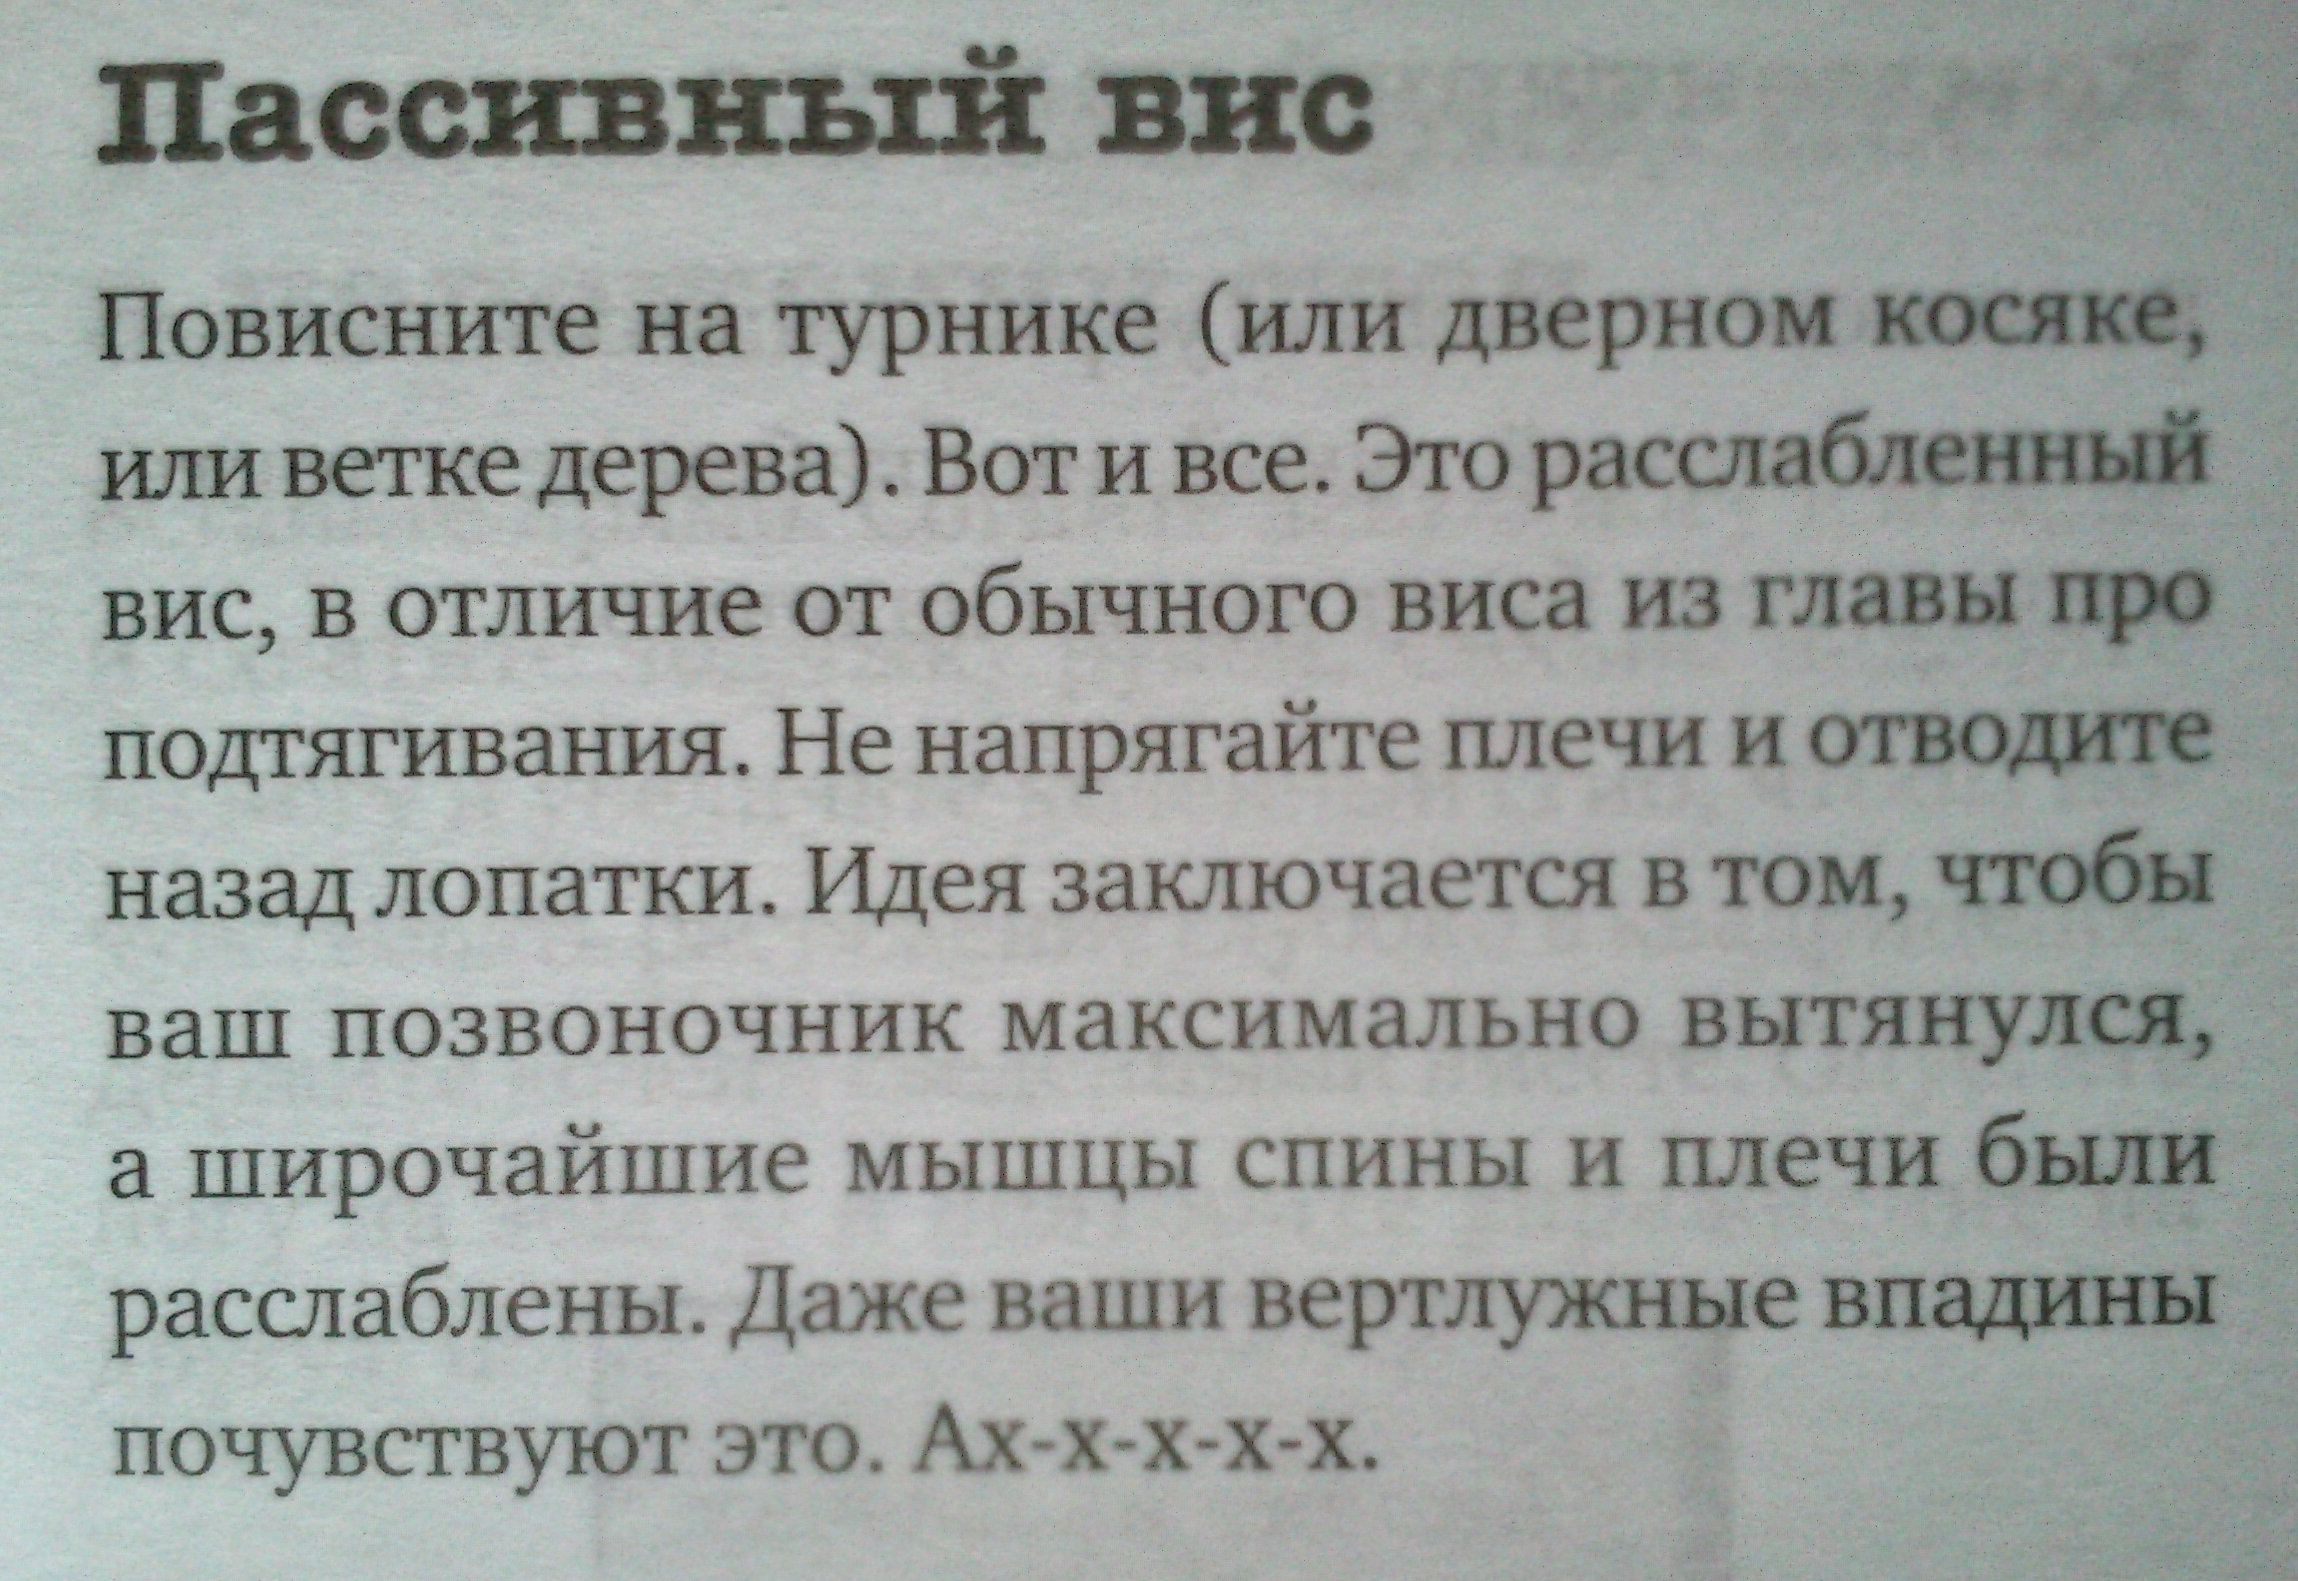 Пассивный вис
Повисните на турнике (или дверном косяке,
или ветке дерева). Вот и все. Это расслабленный
вис, в отличие от обычного виса из главы про
подтягивания. Не напрягайте плечи и отводите
назад лопатки. Идея заключается в том, чтобы
ваш позвоночник максимально вытянулся,
а широчайшие мышцы спины и плечи были
расслаблены. Даже ваши вертлужные впадины
почувствуют это. Ах-х-х-х-х.